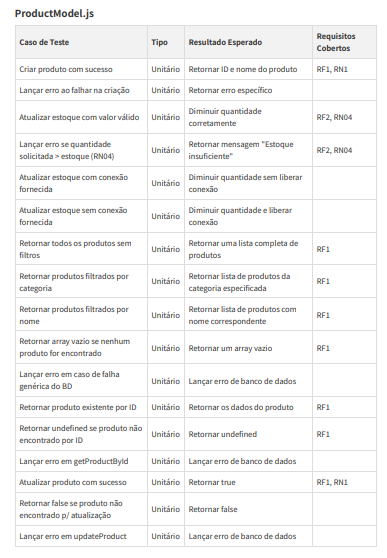 ProductModel.js
Caso de Teste Tipo Resultado Esperado Requisitos
Cobertos
Criar produto com sucesso Unitário Retornar ID e nome do produto RF1, RN1
Lançar erro ao falhar na criação Unitário Retornar erro específico
Atualizar estoque com valor válido Unitário Diminuir quantidade
corretamente RF2, RN04
Lançar erro se quantidade
solicitada > estoque (RN04) Unitário Retornar mensagem "Estoque
insuficiente" RF2, RN04
Atualizar estoque com conexão
fornecida Unitário Diminuir quantidade sem liberar
conexão
Atualizar estoque sem conexão
fornecida Unitário Diminuir quantidade e liberar
conexão
Retornar todos os produtos sem
filtros Unitário Retornar uma lista completa de
produtos RF1
Retornar produtos filtrados por
categoria Unitário Retornar lista de produtos da
categoria especificada RF1
Retornar produtos filtrados por
nome Unitário Retornar lista de produtos com
nome correspondente RF1
Retornar array vazio se nenhum
produto for encontrado Unitário Retornar um array vazio RF1
Lançar erro em caso de falha
genérica do BD Unitário Lançar erro de banco de dados
Retornar produto existente por ID Unitário Retornar os dados do produto RF1
Retornar undefined se produto não
encontrado por ID Unitário Retornar undefined RF1
Lançar erro em getProductById Unitário Lançar erro de banco de dados
Atualizar produto com sucesso Unitário Retornar true RF1, RN1
Retornar false se produto não
encontrado p/ atualização Unitário Retornar false
Lançar erro em updateProduct Unitário Lançar erro de banco de dados